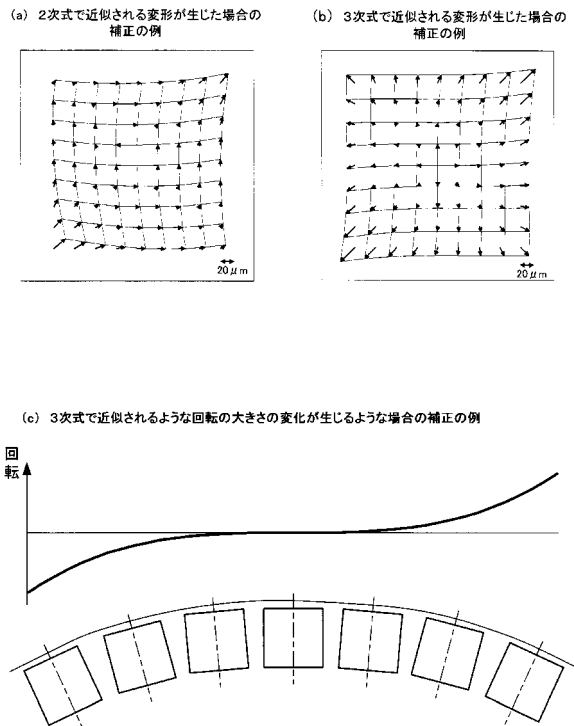 (a) 2次式で近似される変形が生じた場合の
補正の例
(b) 3次式で近似される変形が生じた場合の
補正の例
20μm
20μm
(c) 3次式で近似されるような回転の大きさの変化が生じるような場合の補正の例
回
転